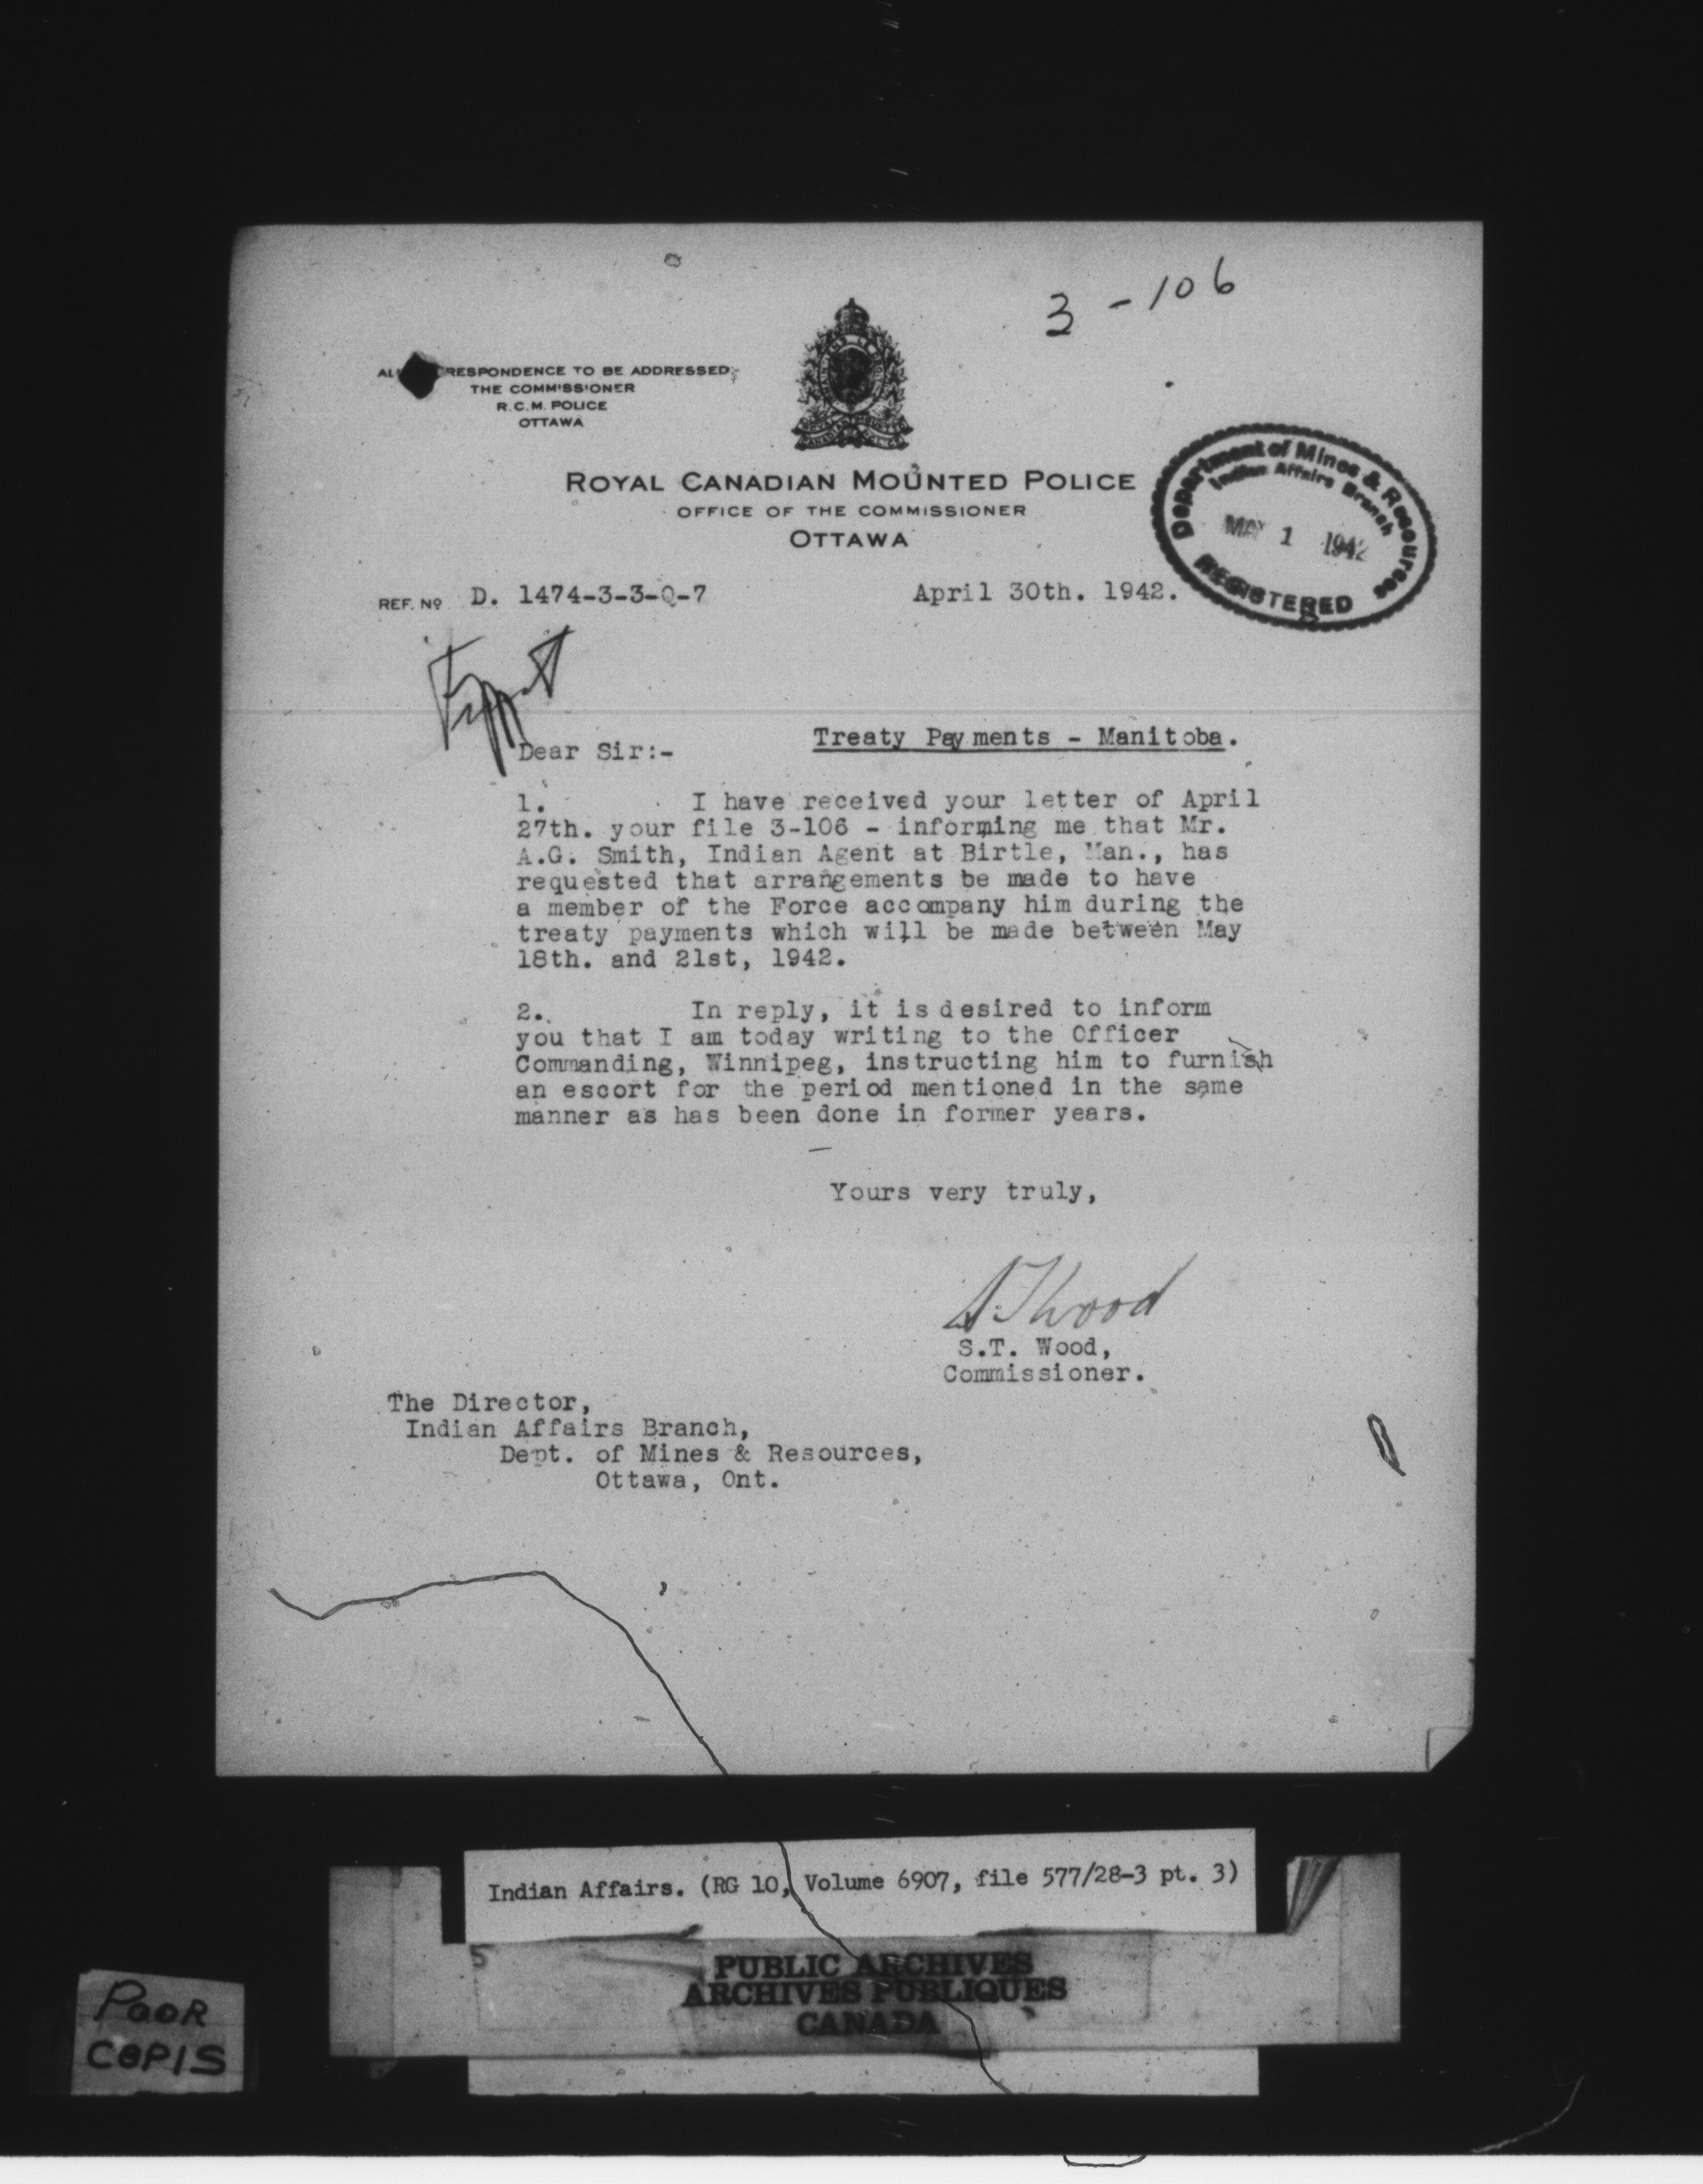 3-106
RESPONDENCE TO BE ADDRESSED:-
THE COMMISSIONER
R.C.M. POLICE
OTTAWA
ROYAL CANADIAN MOUNTED POLICE
OFFICE OF THE COMMISSIONER
OTTAWA
Department of Mines & Resources
Indian Affairs Branch
MAY 1 1942
REGISTERED
REF. Nº D. 1474-3-3-Q-7
April 30th. 1942.
Treaty Payments - Manitoba.
Dear Sir:-
1. I have received your letter of April
27th. your file 3-106 - informing me that Mr.
A.G. Smith, Indian Agent at Birtle, Man., has
requested that arrangements be made to have
a member of the Force accompany him during the
treaty payments which will be made between May
18th. and 21st, 1942.
2. In reply, it is desired to inform
you that I am today writing to the Officer
Commanding, Winnipeg, instructing him to furnish
an escort for the period mentioned in the same
manner as has been done in former years.
Yours very truly,
S.T. Wood
S.T. Wood,
Commissioner.
The Director,
Indian Affairs Branch,
Dept. of Mines & Resources,
Ottawa, Ont.
Indian Affairs. (RG 10, Volume 6907, file 577/28-3 pt. 3)
PUBLIC ARCHIVES
ARCHIVES PUBLIQUES
CANADA
POOR
COPIS